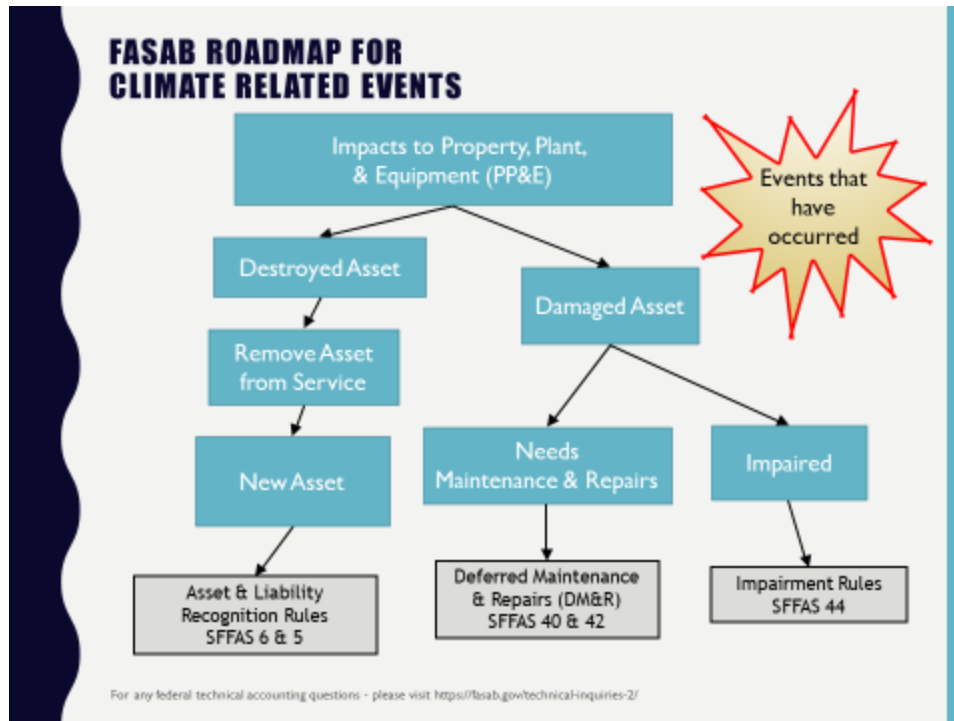 FASAB ROADMAP FOR
CLIMATE RELATED EVENTS
Impacts to Property, Plant,
& Equipment (PP&E)
Events that
have
occurred
Destroyed Asset
Damaged Asset
Remove Asset
from Service
New Asset
Needs
Maintenance & Repairs
Impaired
Asset & Liability
Recognition Rules
SFFAS 6 & 5
Deferred Maintenance
& Repairs (DM&R)
SFFAS 40 & 42
Impairment Rules
SFFAS 44
For any federal technical accounting questions - please visit https://fasab.gov/technical-inquiries-2/